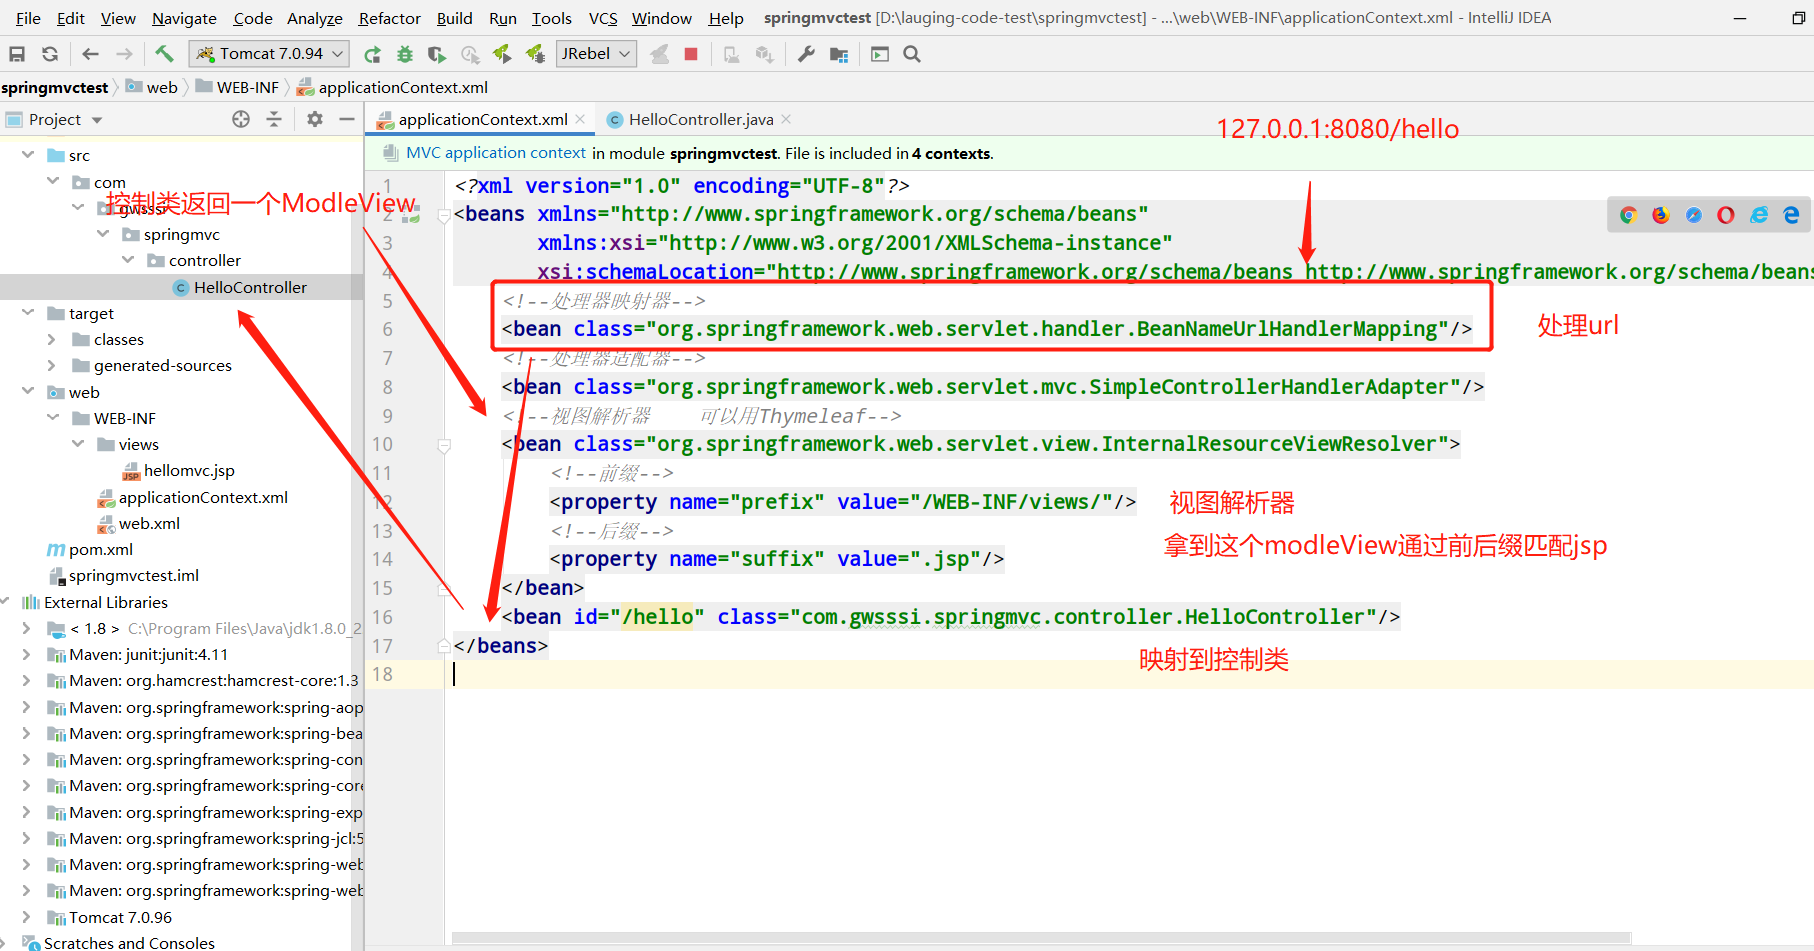 File Edit View Navigate Code Analyze Refactor Build Run Tools VCS Window Help springmvctest [D:\lauging-code-test\springmvctest] - ...\web\WEB-INF\applicationContext.xml - IntelliJ IDEA
Tomcat 7.0.94 JRebel
springmvctest web WEB-INF applicationContext.xml
Project
applicationContext.xml HelloController.java
127.0.0.1:8080/hello
MVC application context in module springmvctest. File is included in 4 contexts.
src
com
控制类返回一个ModleView
gwsssi
springmvc
controller
HelloController
target
classes
generated-sources
web
WEB-INF
views
hellomvc.jsp
applicationContext.xml
web.xml
pom.xml
springmvctest.iml
External Libraries
< 1.8 > C:\Program Files\Java\jdk1.8.0_2
Maven: junit:junit:4.11
Maven: org.hamcrest:hamcrest-core:1.3
Maven: org.springframework:spring-aop
Maven: org.springframework:spring-bea
Maven: org.springframework:spring-con
Maven: org.springframework:spring-core
Maven: org.springframework:spring-exp
Maven: org.springframework:spring-jcl:5
Maven: org.springframework:spring-web
Maven: org.springframework:spring-web
Tomcat 7.0.96
Scratches and Consoles
1 <?xml version="1.0" encoding="UTF-8"?>
2 <beans xmlns="http://www.springframework.org/schema/beans"
3 xmlns:xsi="http://www.w3.org/2001/XMLSchema-instance"
4 xsi:schemaLocation="http://www.springframework.org/schema/beans http://www.springframework.org/schema/beans
5 <!--处理器映射器-->
6 <bean class="org.springframework.web.servlet.handler.BeanNameUrlHandlerMapping"/>
处理url
7 <!--处理器适配器-->
8 <bean class="org.springframework.web.servlet.mvc.SimpleControllerHandlerAdapter"/>
9 <!--视图解析器 可以用Thymeleaf-->
10 <bean class="org.springframework.web.servlet.view.InternalResourceViewResolver">
11 <!--前缀-->
12 <property name="prefix" value="/WEB-INF/views/"/>
视图解析器
13 <!--后缀-->
拿到这个modleView通过前后缀匹配jsp
14 <property name="suffix" value=".jsp"/>
15 </bean>
16 <bean id="/hello" class="com.gwsssi.springmvc.controller.HelloController"/>
17 </beans>
映射到控制类
18